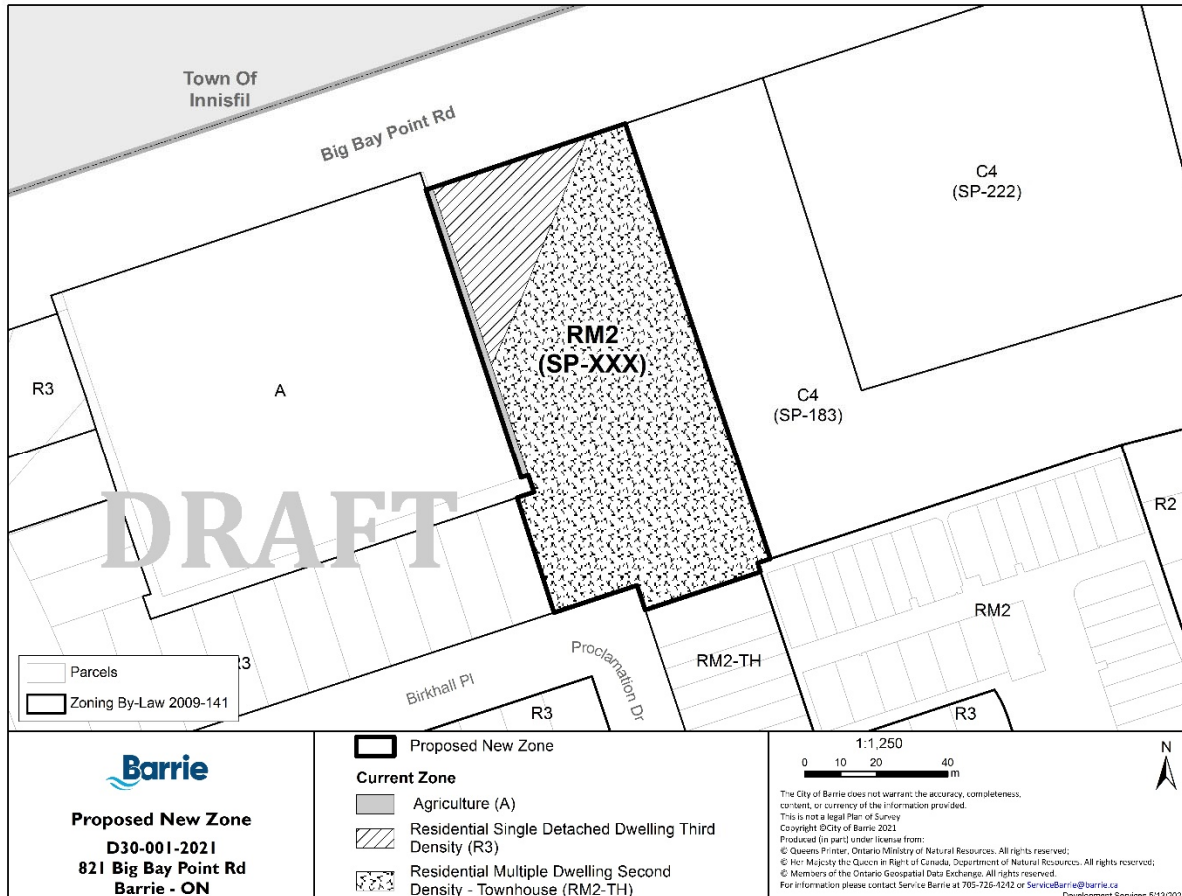 Town Of
Innisfil
Big Bay Point Rd
C4
(SP-222)
RM2
(SP-XXX)
R3
A
C4
(SP-183)
DRAFT
R2
RM2
RM2-TH
Proclamation Dr
Birkhall Pl
R3
R3
Parcels
Zoning By-Law 2009-141
Barrie
Proposed New Zone
D30-001-2021
821 Big Bay Point Rd
Barrie - ON
Proposed New Zone
Current Zone
Agriculture (A)
Residential Single Detached Dwelling Third
Density (R3)
Residential Multiple Dwelling Second
Density - Townhouse (RM2-TH)
1:1,250
0 10 20 40
m
N
The City of Barrie does not warrant the accuracy, completeness,
content, or currency of the information provided.
This is not a legal Plan of Survey
Copyright ©City of Barrie 2021
Produced (in part) under license from:
© Queens Printer, Ontario Ministry of Natural Resources. All rights reserved;
© Her Majesty the Queen in Right of Canada, Department of Natural Resources. All rights reserved;
© Members of the Ontario Geospatial Data Exchange. All rights reserved.
For information please contact Service Barrie at 705-726-4242 or ServiceBarrie@barrie.ca
Development Services